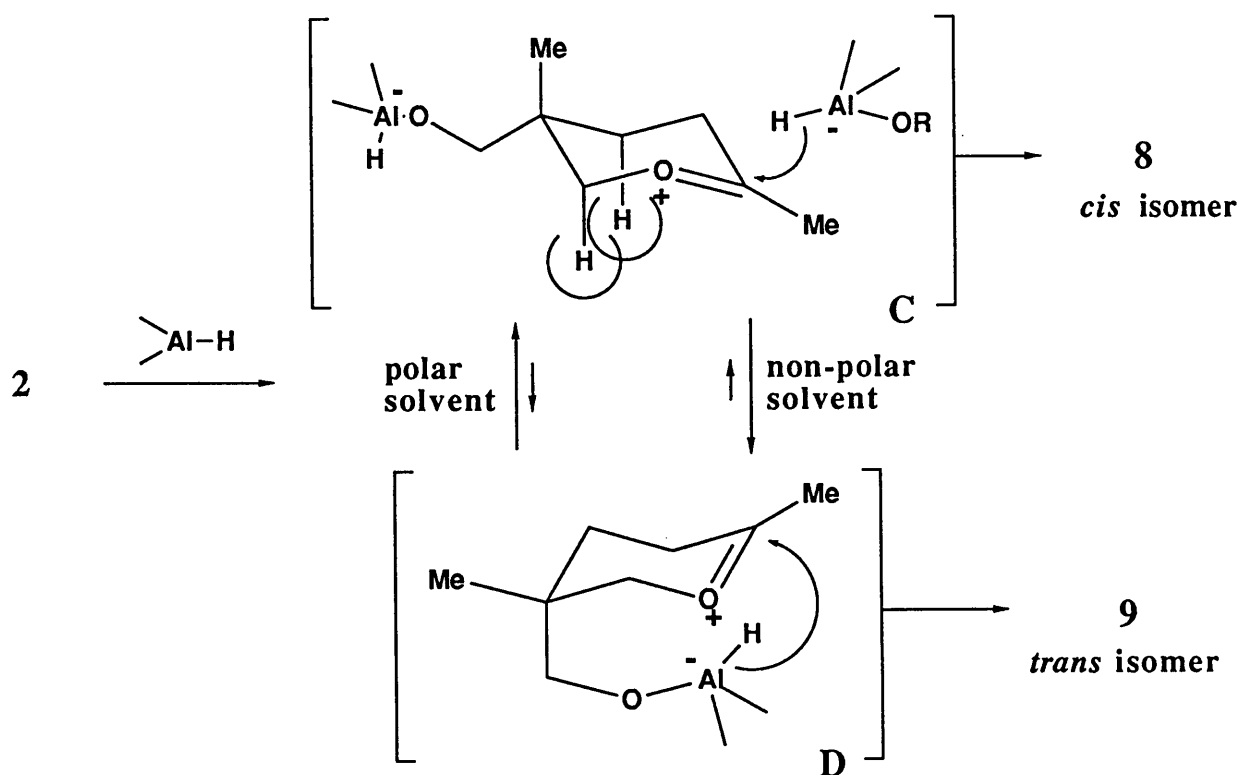 Me
Al
-
O
H
H
Al
-
OR
O
+
H
H
Me
C
8
cis isomer
2
Al-H
polar
solvent
non-polar
solvent
Me
Me
O
+
H
-
Al
O
D
9
trans isomer